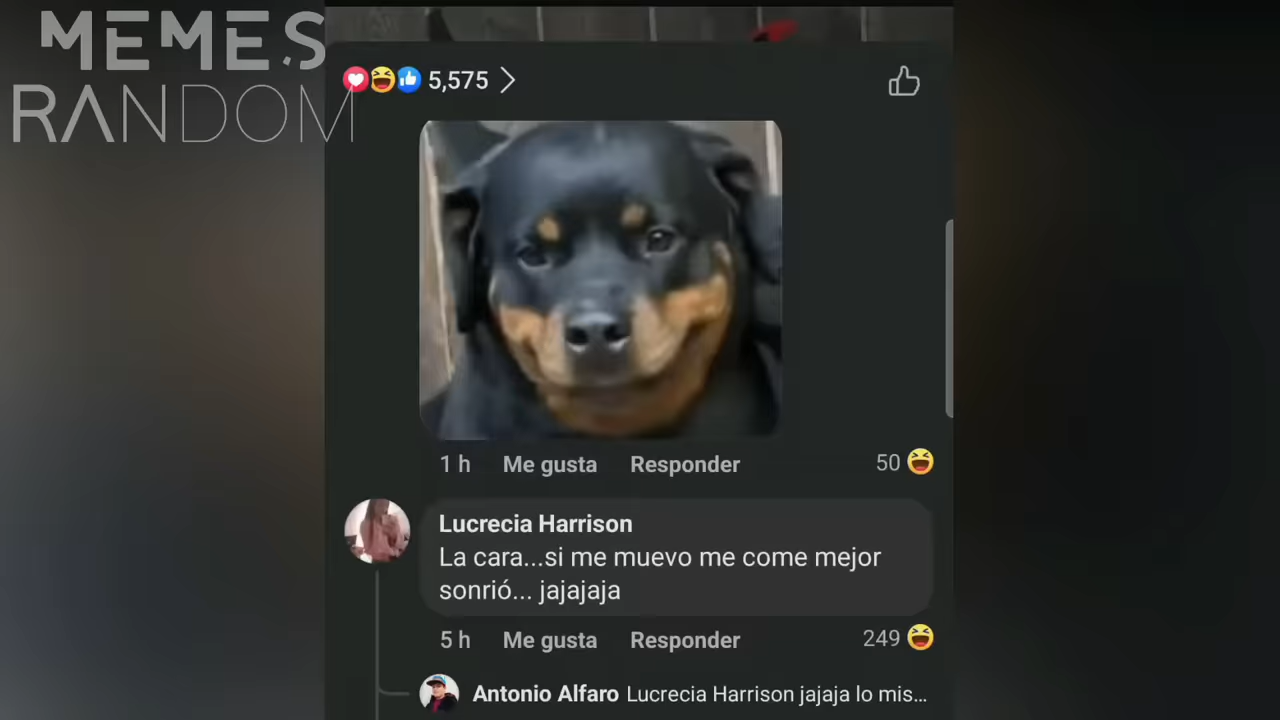 MEMES
RANDOM
5,575
1 h Me gusta Responder 50
Lucrecia Harrison
La cara...si me muevo me come mejor
sonrió... jajajaja
5 h Me gusta Responder 249
Antonio Alfaro Lucrecia Harrison jajaja lo mis...